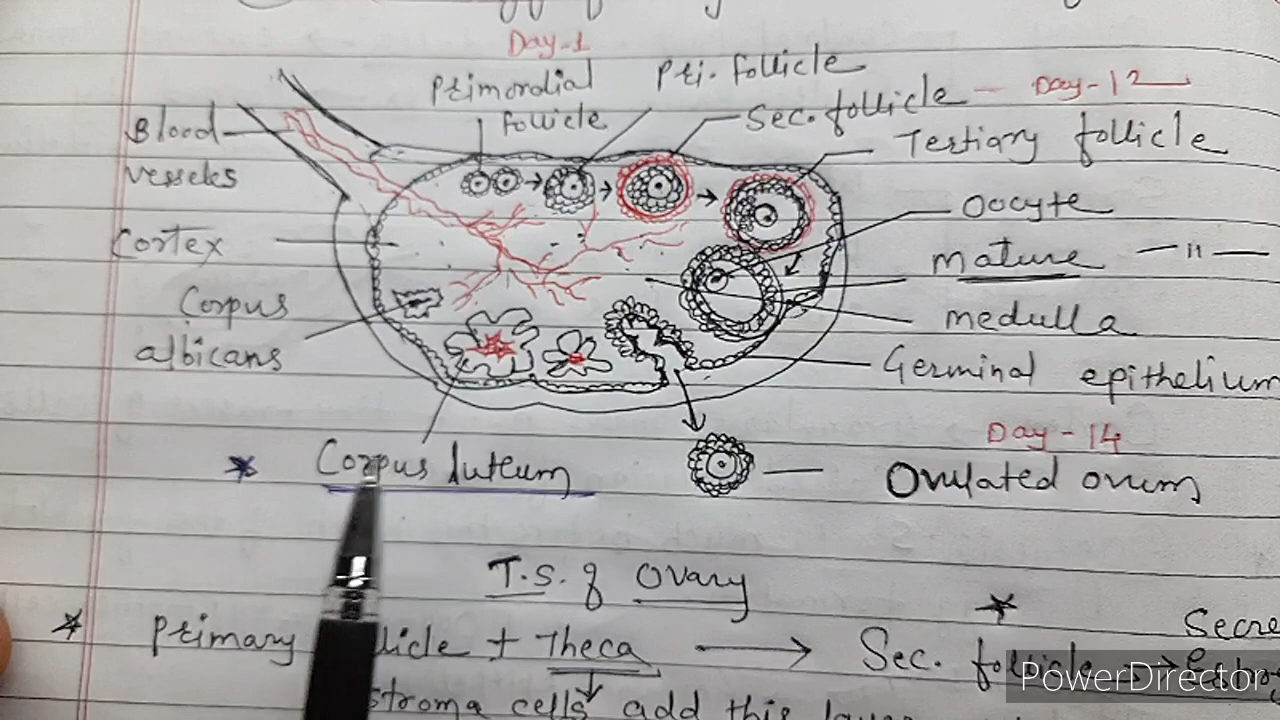 Day-1
Primordial
follicle
Pri. follicle
Sec. follicle - Day-12
Tertiary follicle
Blood
vessels
Cortex
Oocyte
mature —"—
Corpus
albicans
medulla
Germinal epithelium
Day-14
Corpus luteum
Ovulated ovum
T.S. of Ovary
Primary + Theca → Sec. follicle →
stroma cells add this
PowerDirector